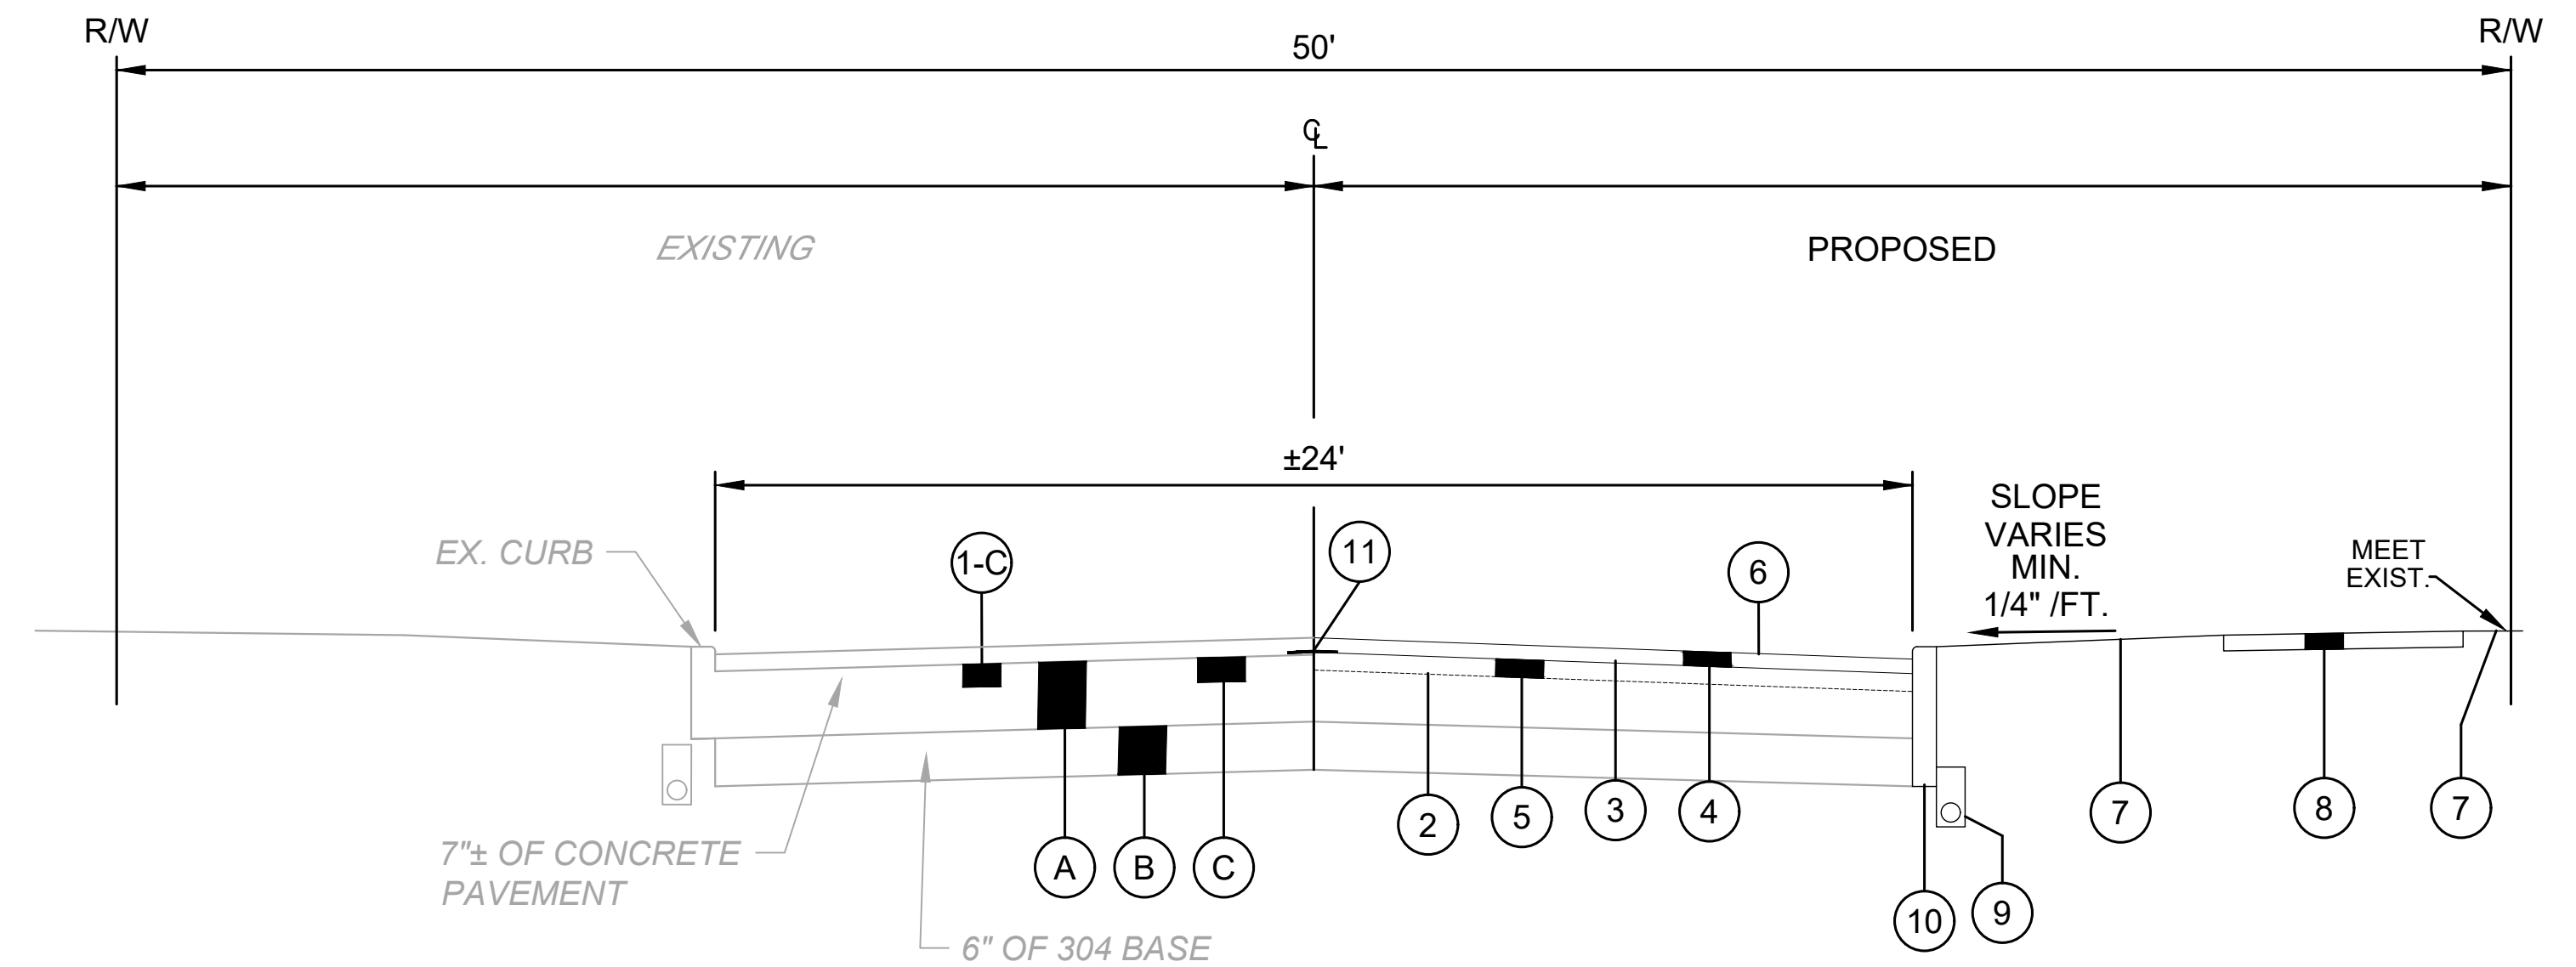 R/W
R/W
50'
CL
EXISTING
PROPOSED
±24'
SLOPE
VARIES
MIN.
1/4" /FT.
MEET
EXIST.
EX. CURB
1-C
11
6
7"± OF CONCRETE
PAVEMENT
6" OF 304 BASE
A
B
C
2
5
3
4
10
9
7
8
7